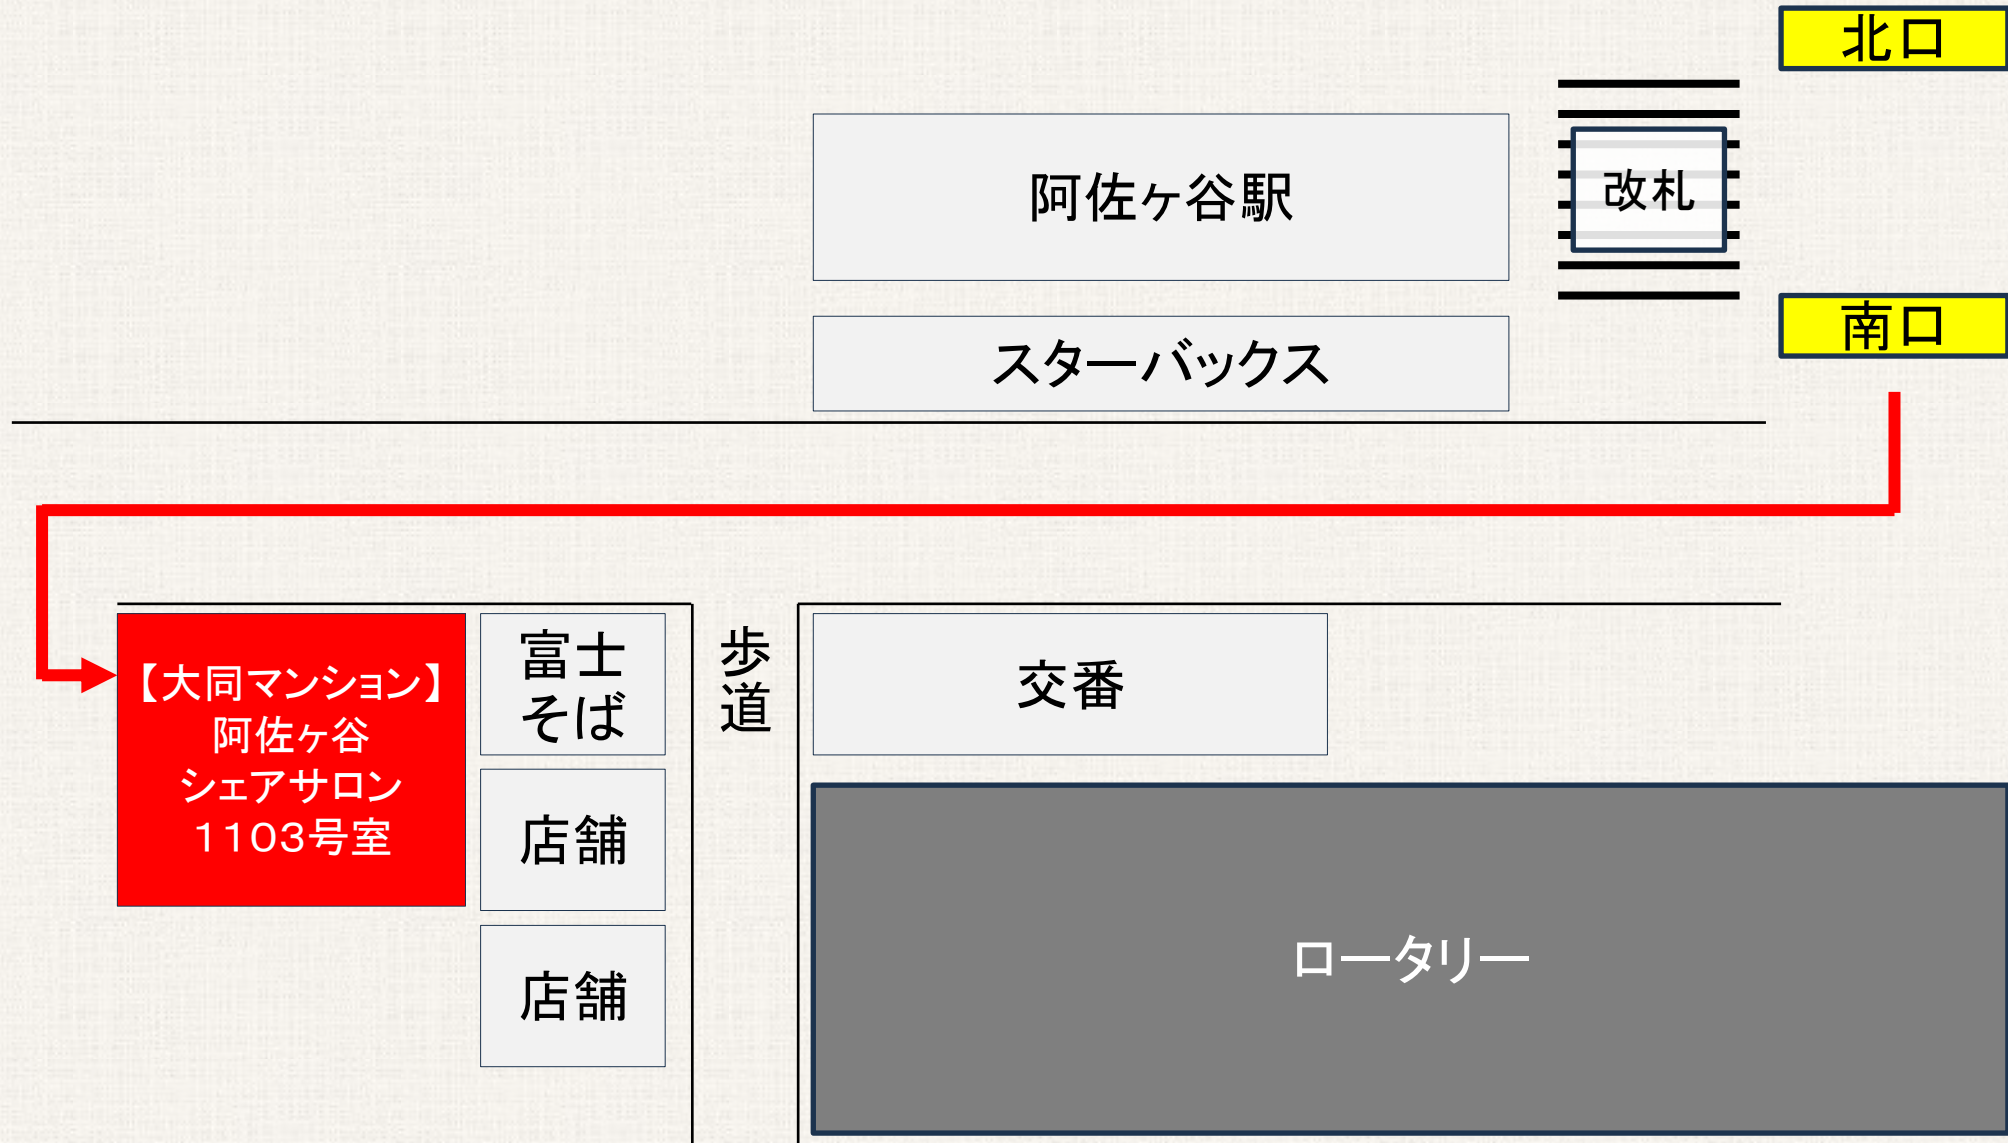 北口
阿佐ヶ谷駅
改札
スターバックス
南口
【大同マンション】
阿佐ヶ谷
シェアサロン
1103号室
富士
そば
店舗
店舗
歩
道
交番
ロータリー